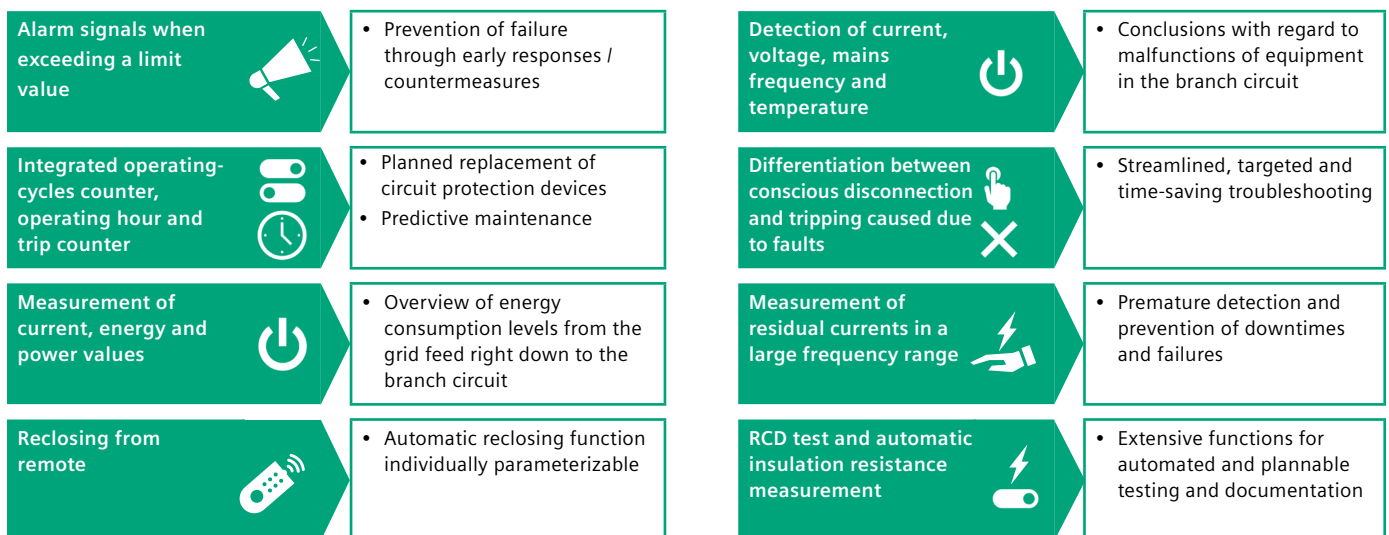 Alarm signals when
exceeding a limit
value
• Prevention of failure
through early responses /
countermeasures
Detection of current,
voltage, mains
frequency and
temperature
• Conclusions with regard to
malfunctions of equipment
in the branch circuit
Integrated operating-
cycles counter,
operating hour and
trip counter
• Planned replacement of
circuit protection devices
• Predictive maintenance
Differentiation between
conscious disconnection
and tripping caused due
to faults
• Streamlined, targeted and
time-saving troubleshooting
Measurement of
current, energy and
power values
• Overview of energy
consumption levels from the
grid feed right down to the
branch circuit
Measurement of
residual currents in a
large frequency range
• Premature detection and
prevention of downtimes
and failures
Reclosing from
remote
• Automatic reclosing function
individually parameterizable
RCD test and automatic
insulation resistance
measurement
• Extensive functions for
automated and plannable
testing and documentation